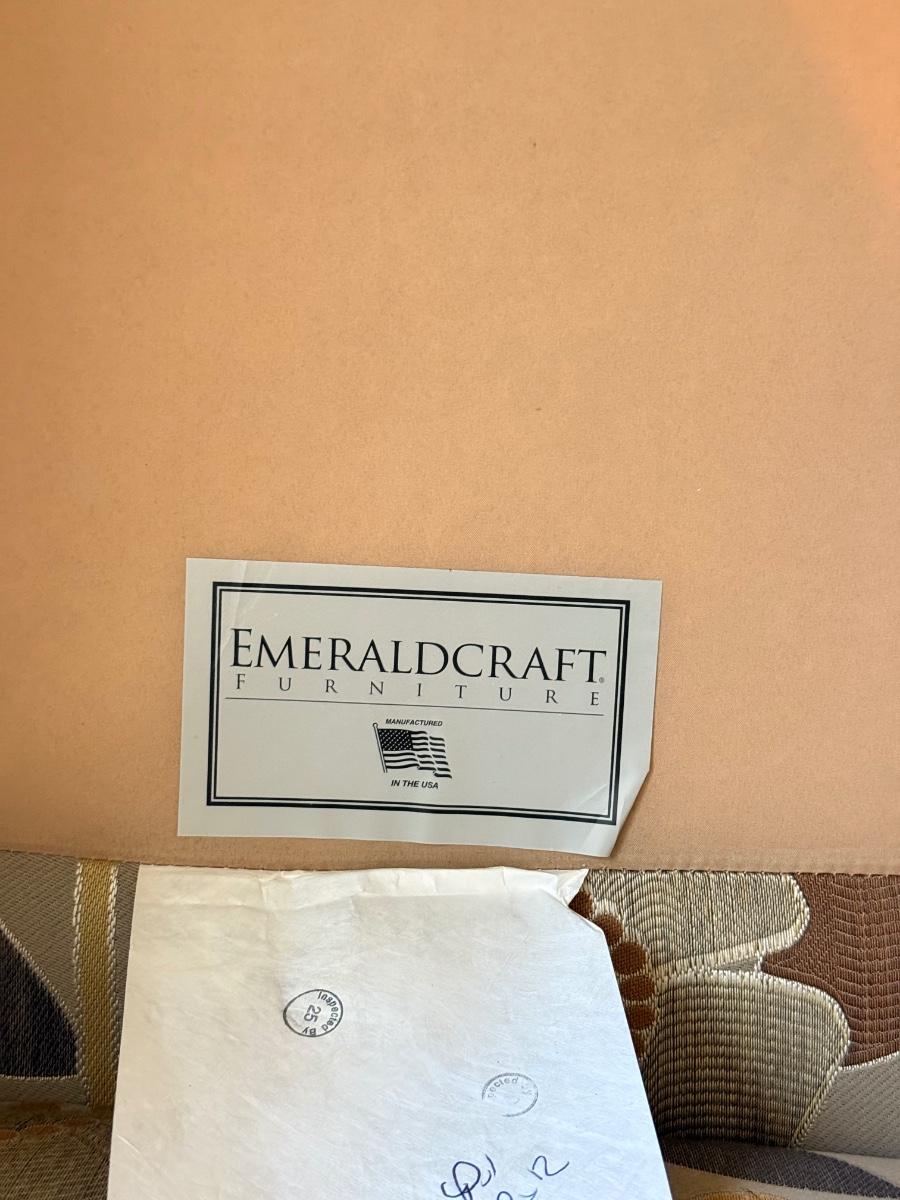 EMERALDCRAFT®
FURNITURE
MANUFACTURED
IN THE USA
Inspected By
25